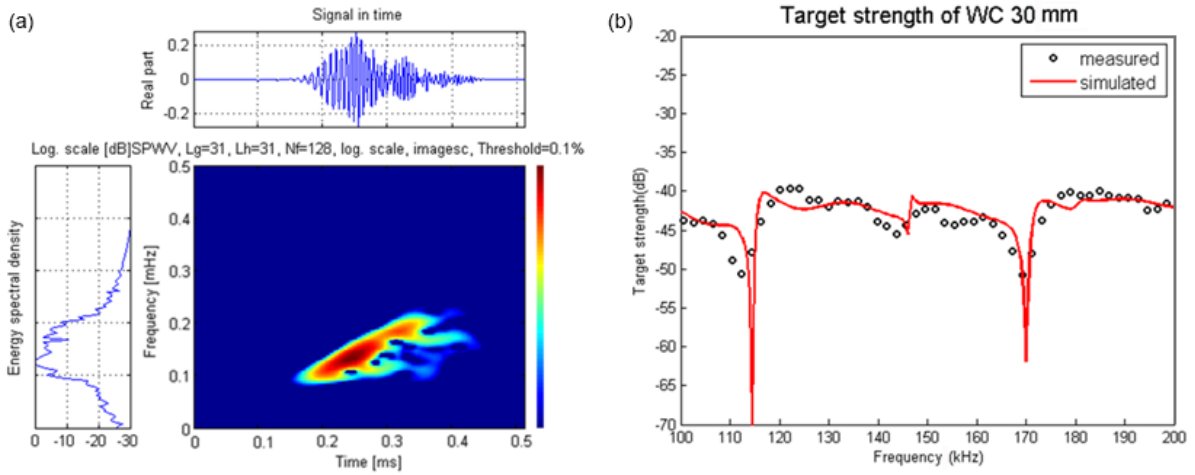 (a)
Signal in time
Real part
0.2
0
-0.2
Log. scale [dB]SPWV, Lg=31, Lh=31, Nf=128, log. scale, imagesc, Threshold=0.1%
Energy spectral density
0 -10 -20 -30
Frequency [mHz]
0.5
0.4
0.3
0.2
0.1
0
0 0.1 0.2 0.3 0.4 0.5
Time [ms]
(b)
Target strength of WC 30 mm
measured
simulated
Target strength(dB)
-20
-25
-30
-35
-40
-45
-50
-55
-60
-65
-70
100 110 120 130 140 150 160 170 180 190 200
Frequency (kHz)